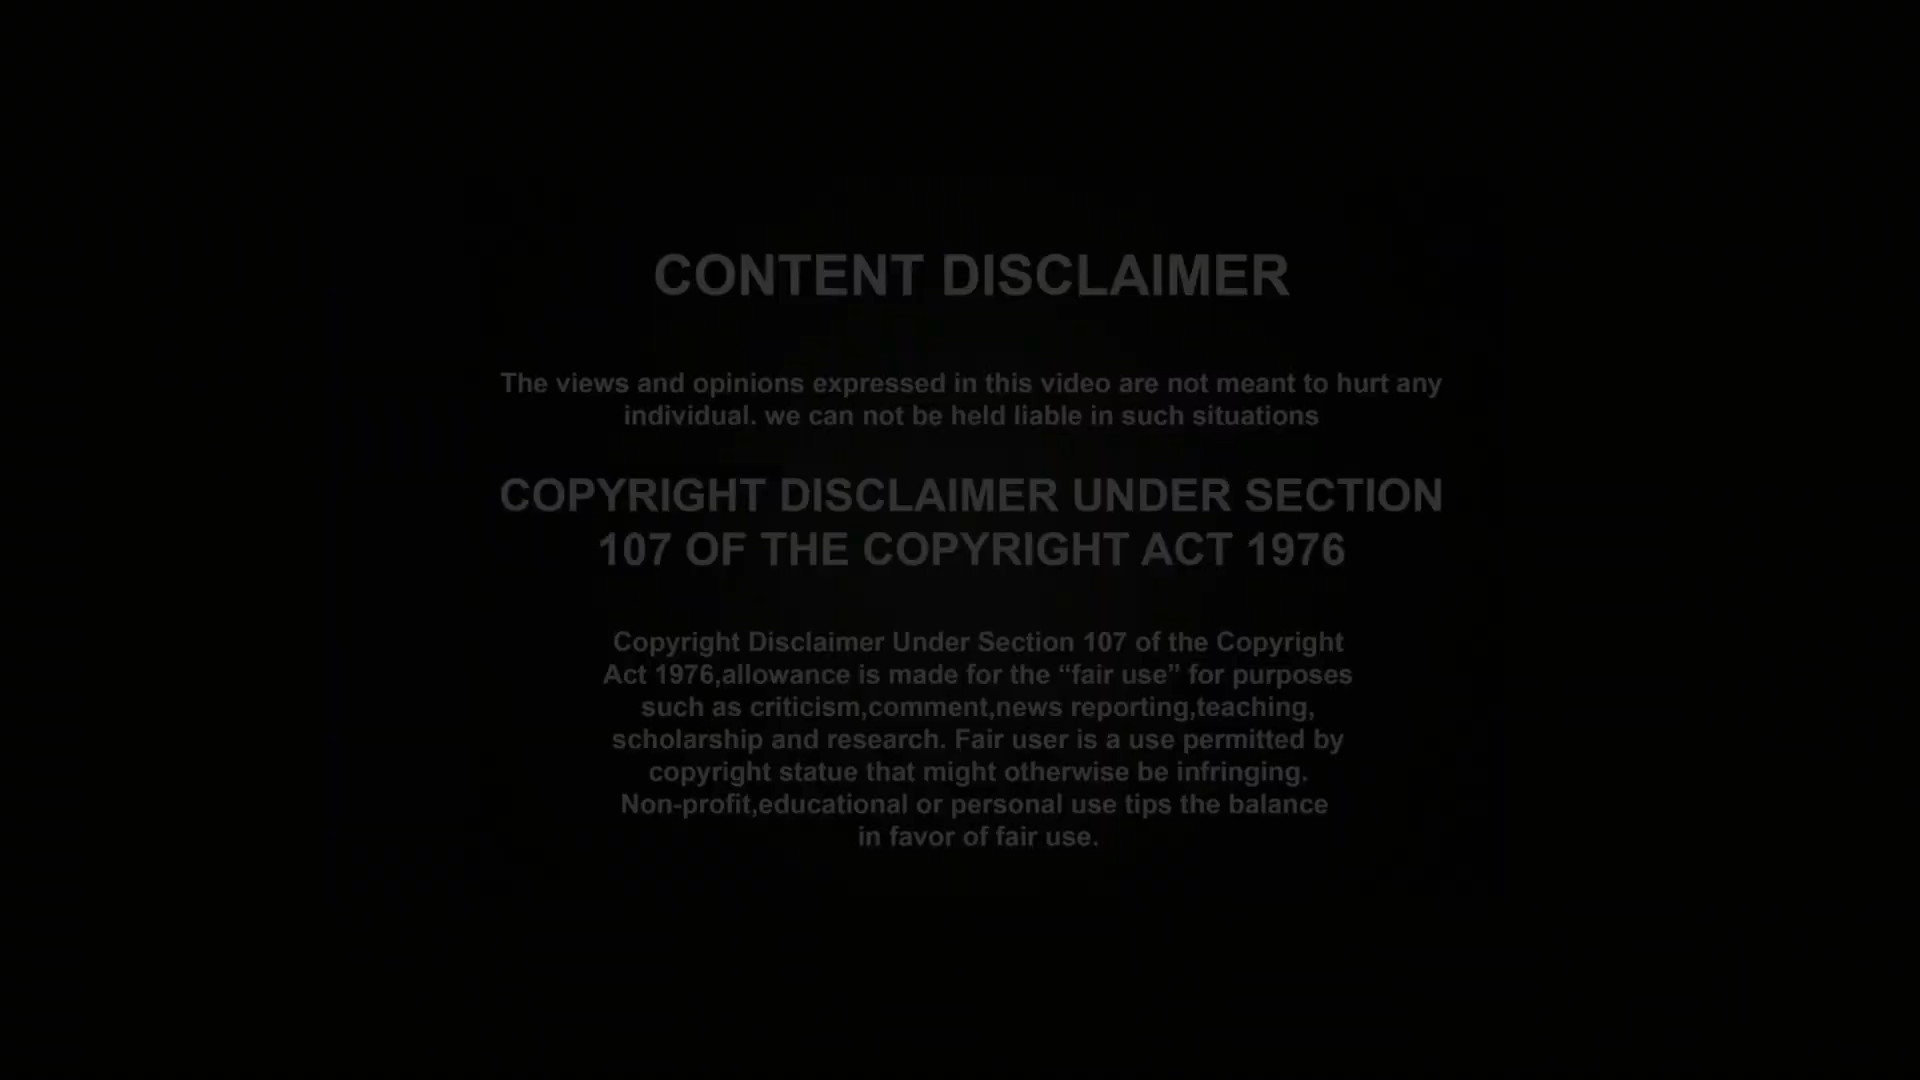 CONTENT DISCLAIMER
The views and opinions expressed in this video are not meant to hurt any
individual. we can not be held liable in such situations
COPYRIGHT DISCLAIMER UNDER SECTION
107 OF THE COPYRIGHT ACT 1976
Copyright Disclaimer Under Section 107 of the Copyright
Act 1976,allowance is made for the “fair use” for purposes
such as criticism,comment,news reporting,teaching,
scholarship and research. Fair user is a use permitted by
copyright statue that might otherwise be infringing.
Non-profit,educational or personal use tips the balance
in favor of fair use.